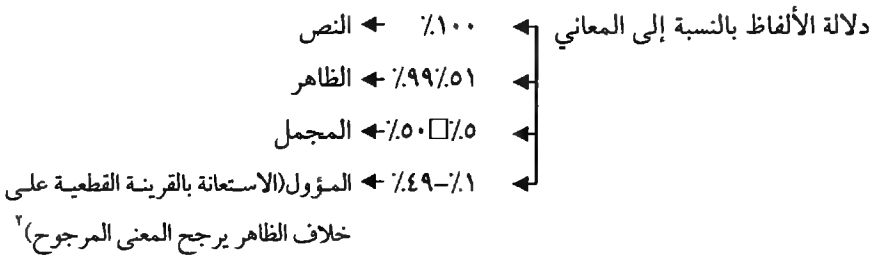 دلالة الألفاظ بالنسبة إلى المعاني ١٠٠٪ النص
٥١٪٩٩٪ الظاهر
٥٪□٥٠٪ المجمل
١٪–٤٩٪ المؤول(الاستعانة بالقرينة القطعية على
خلاف الظاهر يرجح المعنى المرجوح)٢